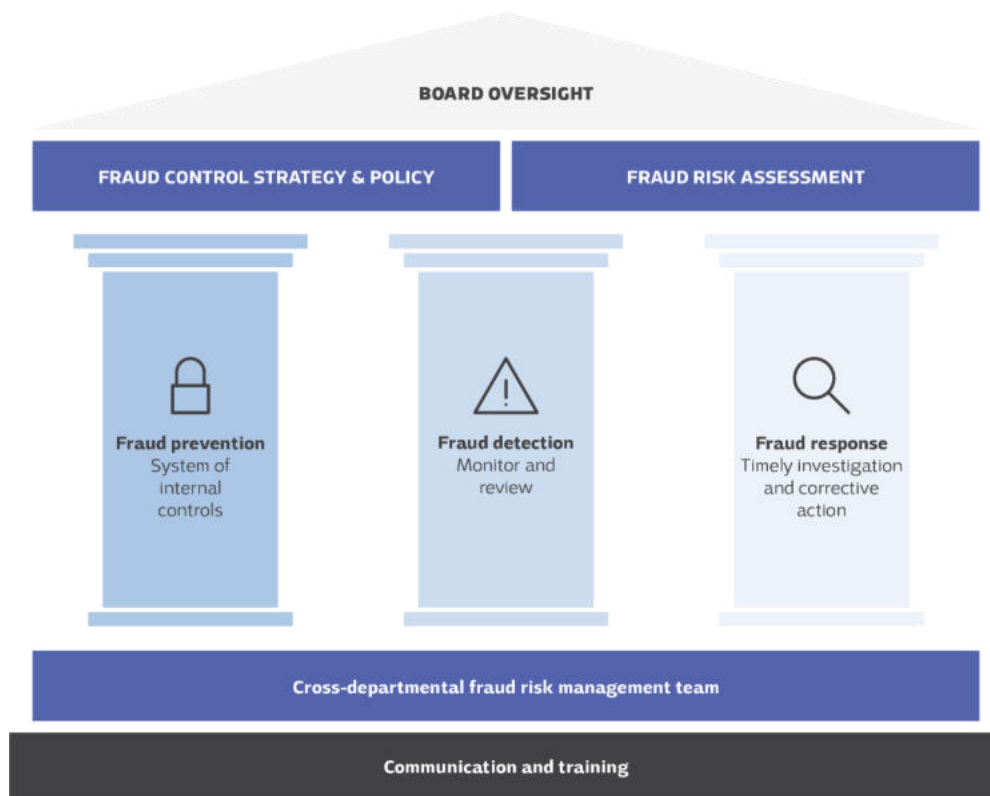 BOARD OVERSIGHT
FRAUD CONTROL STRATEGY & POLICY
FRAUD RISK ASSESSMENT
Fraud prevention
System of
internal
controls
Fraud detection
Monitor and
review
Fraud response
Timely investigation
and corrective
action
Cross-departmental fraud risk management team
Communication and training